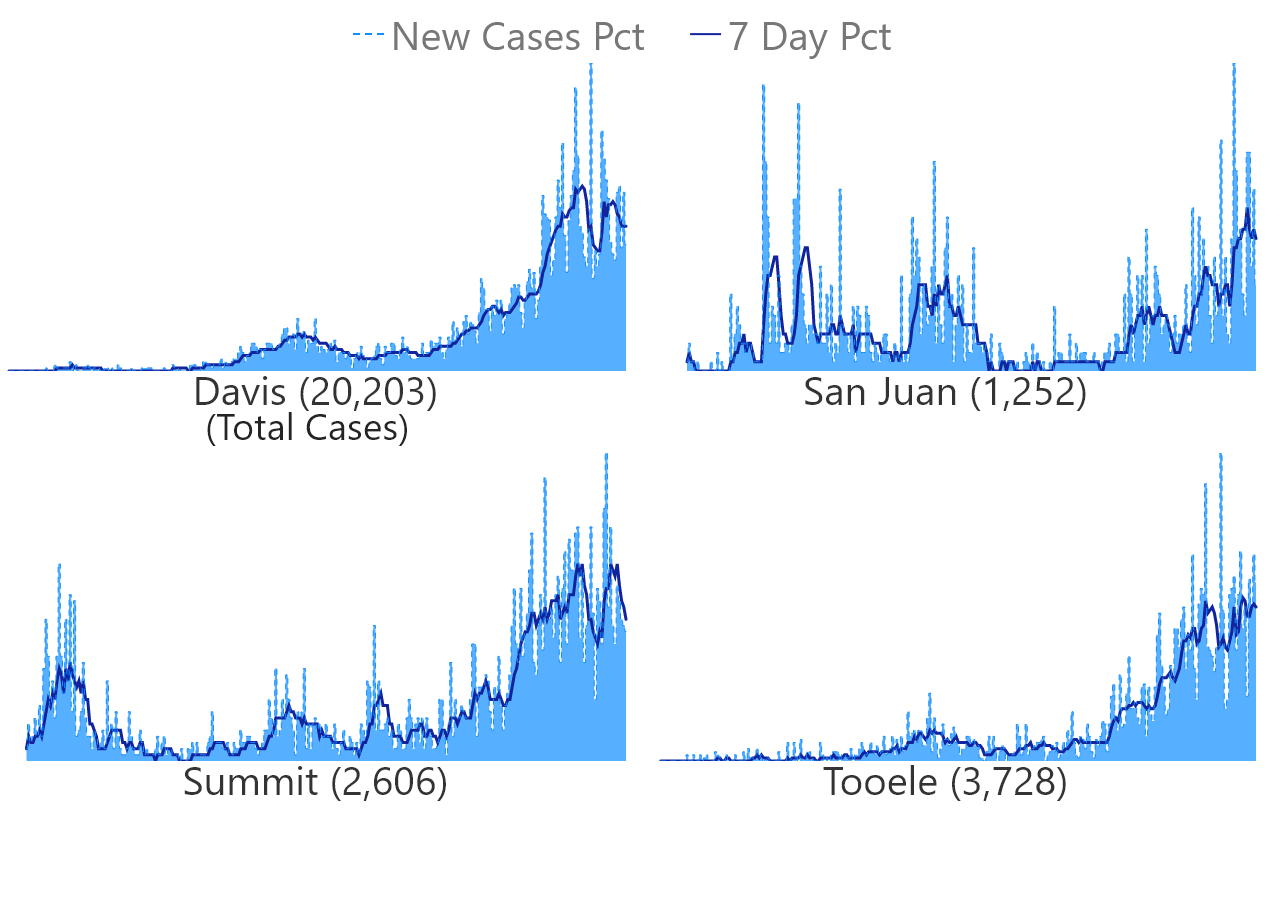 New Cases Pct 7 Day Pct
Davis (20,203)
(Total Cases)
San Juan (1,252)
Summit (2,606)
Tooele (3,728)